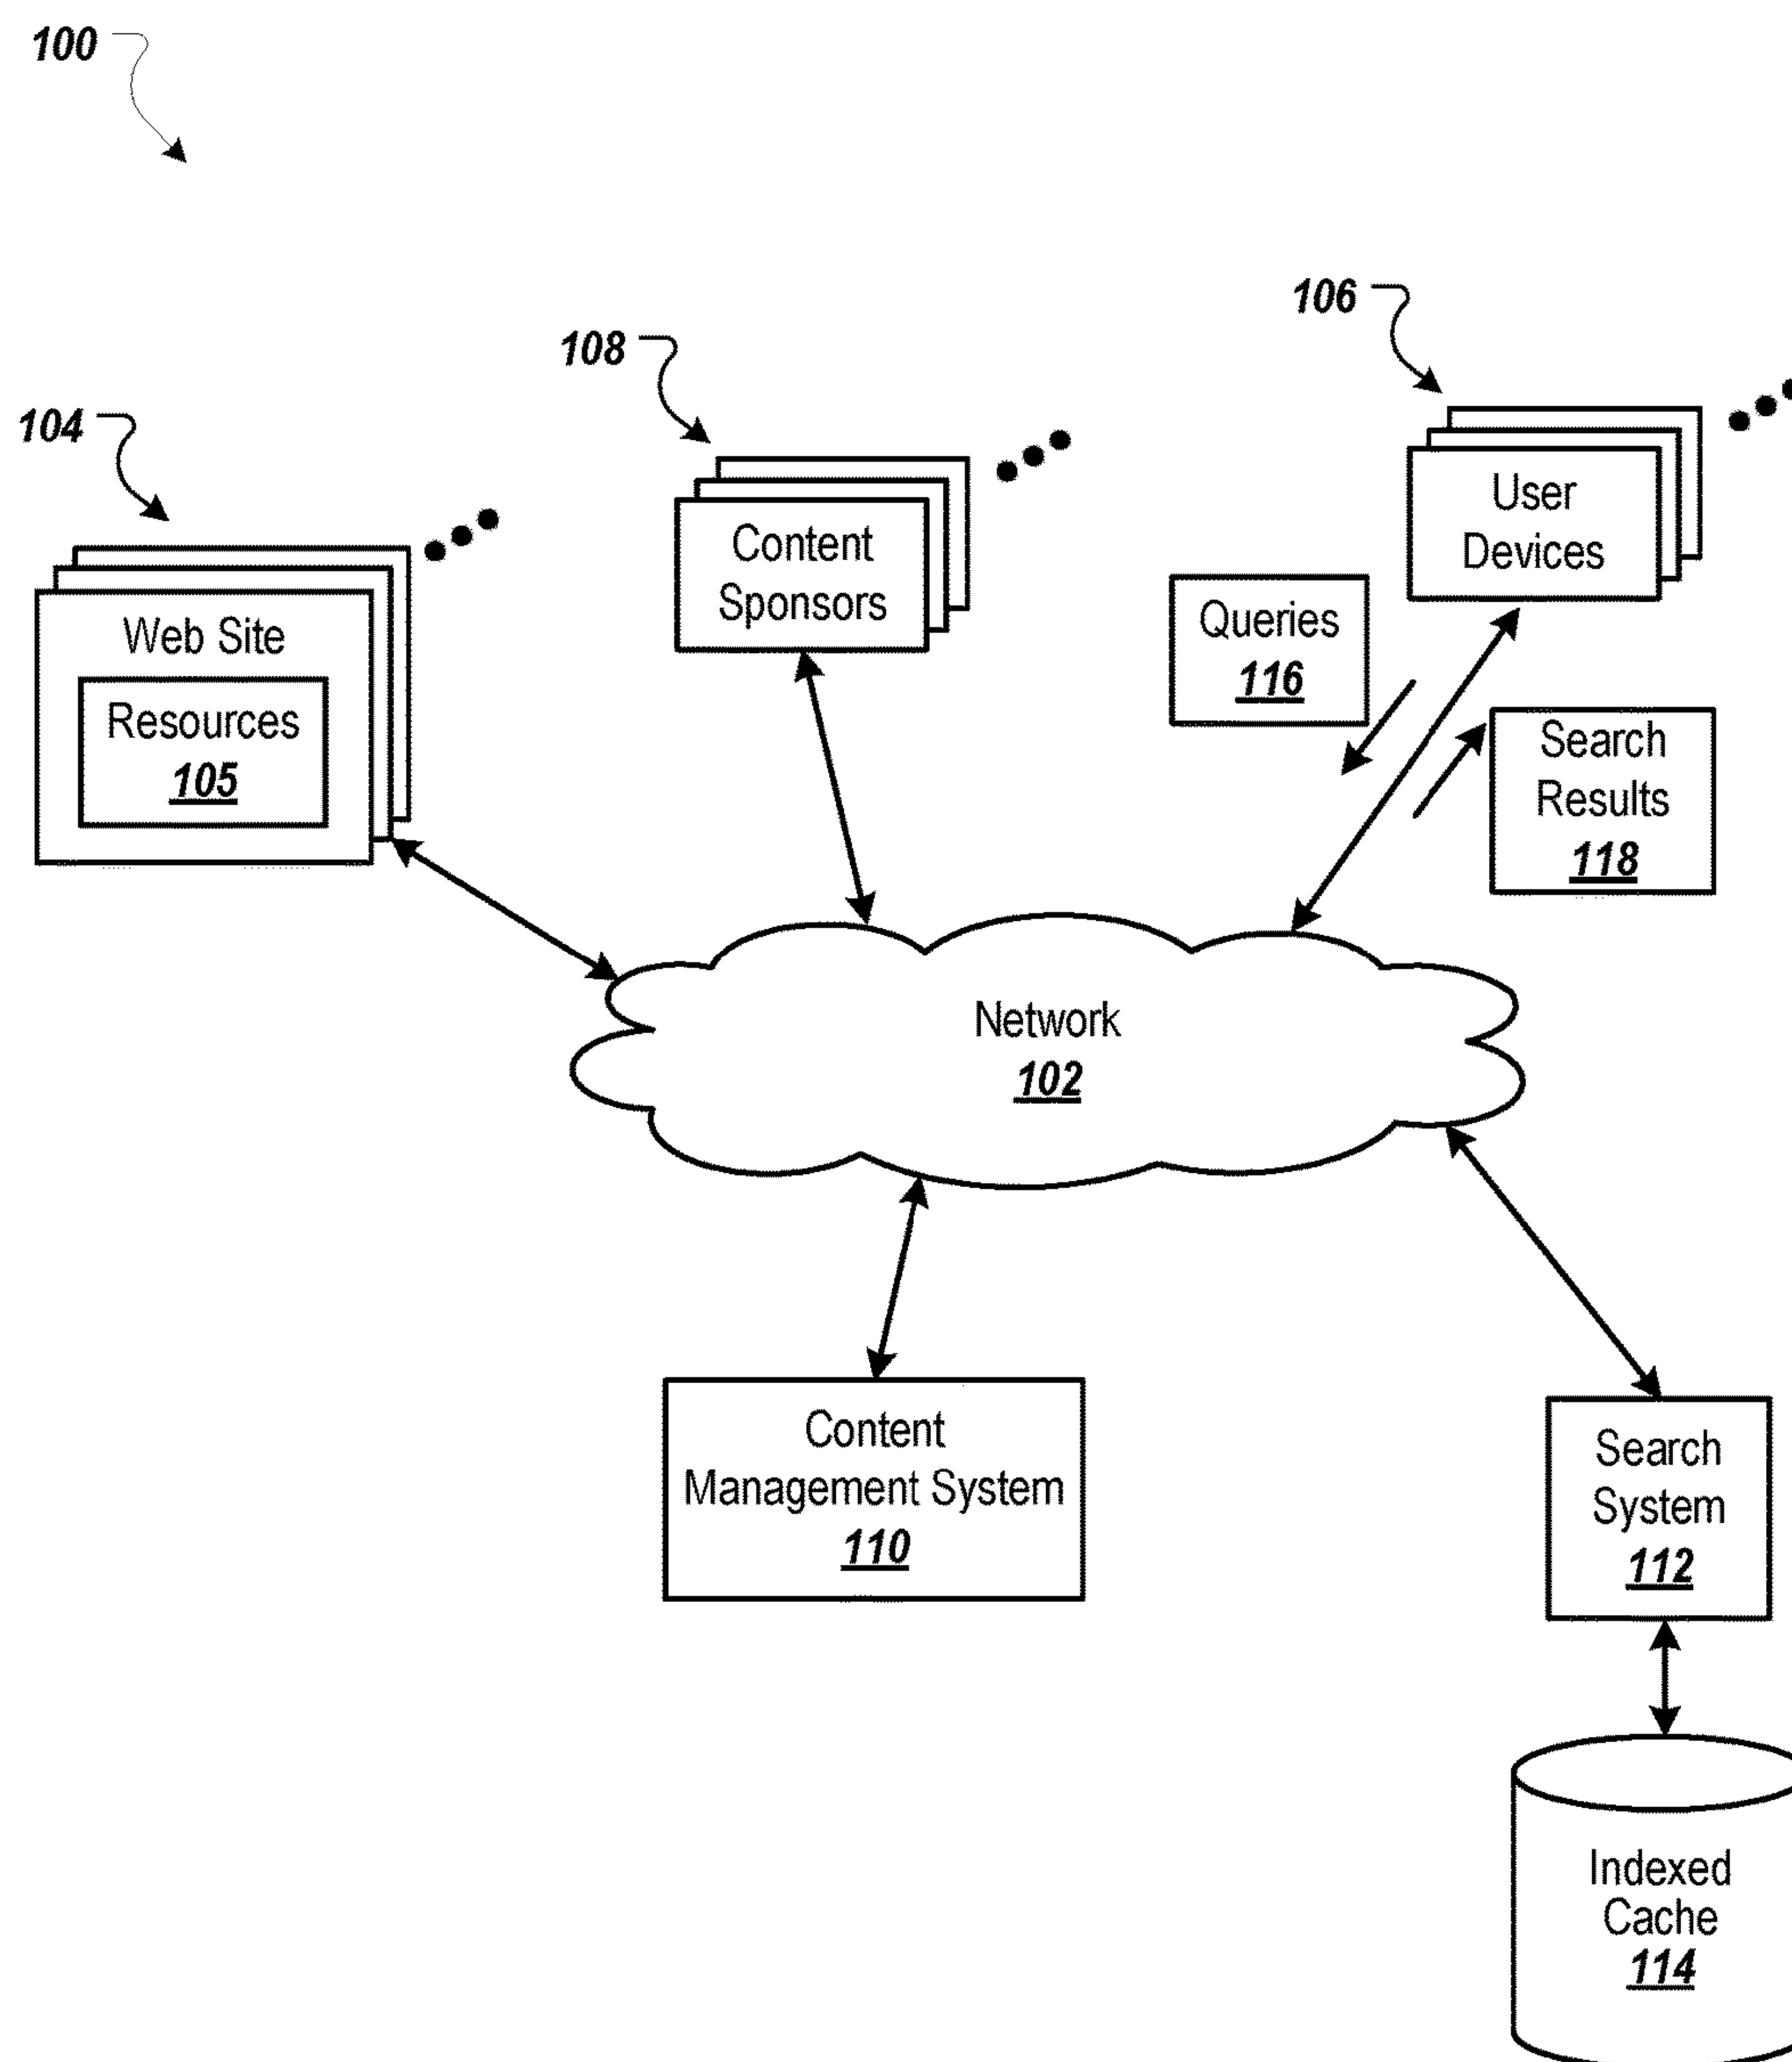 100
106
108
104
User
Devices
Content
Sponsors
Queries
116
Web Site
Resources
105
Search
Results
118
Network
102
Content
Management System
110
Search
System
112
Indexed
Cache
114